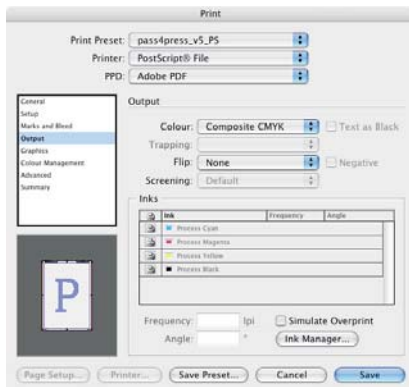 Print
Print Preset: pass4press_v5_PS
Printer: PostScript® File
PPD: Adobe PDF
General
Setup
Marks and Bleed
Output
Graphics
Colour Management
Advanced
Summary
Output
Colour: Composite CMYK Text as Black
Trapping:
Flip: None Negative
Screening: Default
Inks
Ink Frequency Angle
Process Cyan
Process Magenta
Process Yellow
Process Black
P
Frequency: lpi Simulate Overprint
Angle: ° Ink Manager...
Page Setup... Printer... Save Preset... Cancel Save